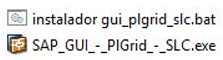 instalador gui_plgrid_slc.bat
SAP_GUI_-_PlGrid_-_SLC.exe